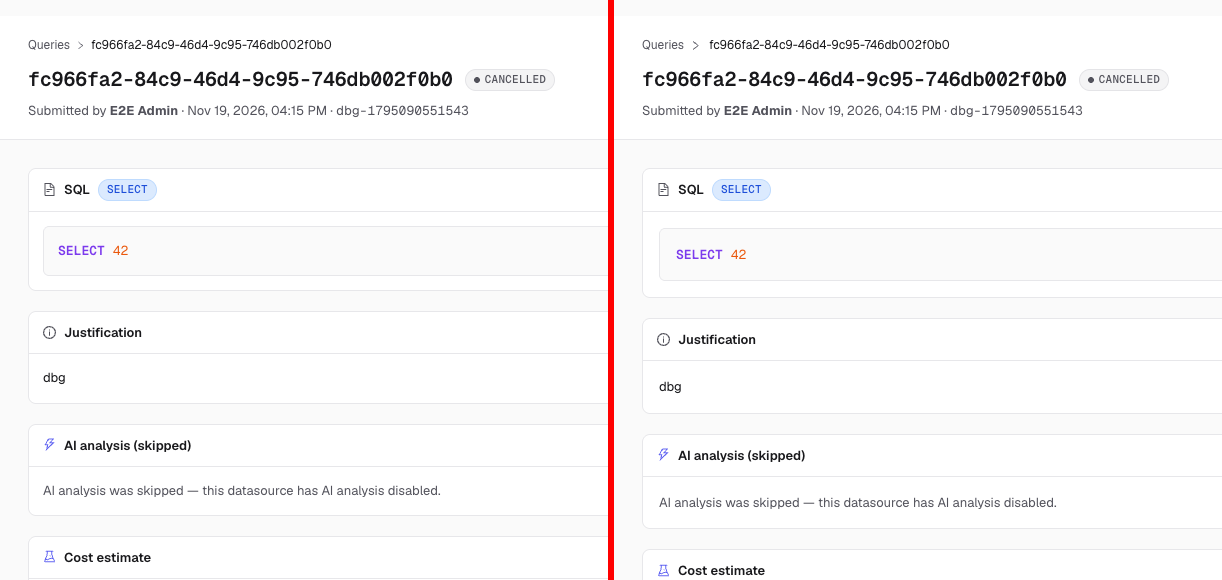 Queries > fc966fa2-84c9-46d4-9c95-746db002f0b0
fc966fa2-84c9-46d4-9c95-746db002f0b0 CANCELLED
Submitted by E2E Admin · Nov 19, 2026, 04:15 PM · dbg-1795090551543
SQL SELECT
SELECT 42
Justification
dbg
AI analysis (skipped)
AI analysis was skipped — this datasource has AI analysis disabled.
Cost estimate
Queries > fc966fa2-84c9-46d4-9c95-746db002f0b0
fc966fa2-84c9-46d4-9c95-746db002f0b0 CANCELLED
Submitted by E2E Admin · Nov 19, 2026, 04:15 PM · dbg-1795090551543
SQL SELECT
SELECT 42
Justification
dbg
AI analysis (skipped)
AI analysis was skipped — this datasource has AI analysis disabled.
Cost estimate